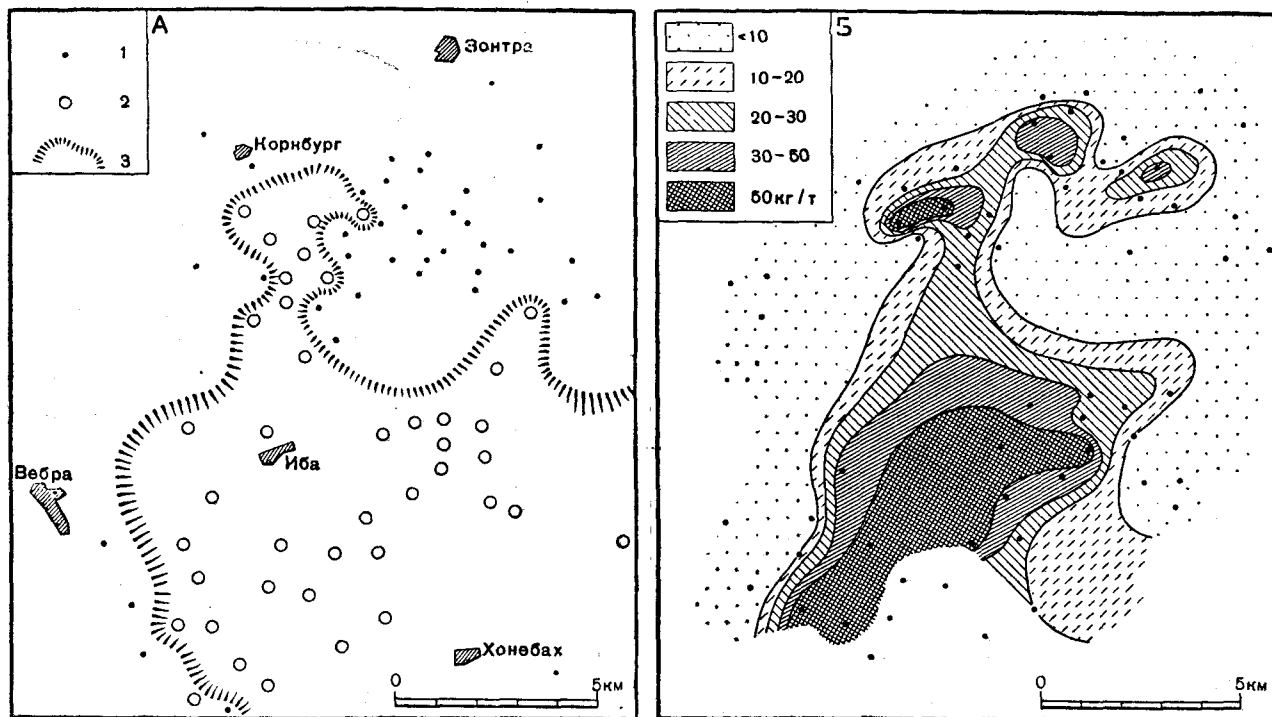 А
1
2
3
Зонтра
Корнбург
Иба
Вебра
Хонебах
0
5км
Б
<10
10-20
20-30
30-50
50кг/т
0
5км